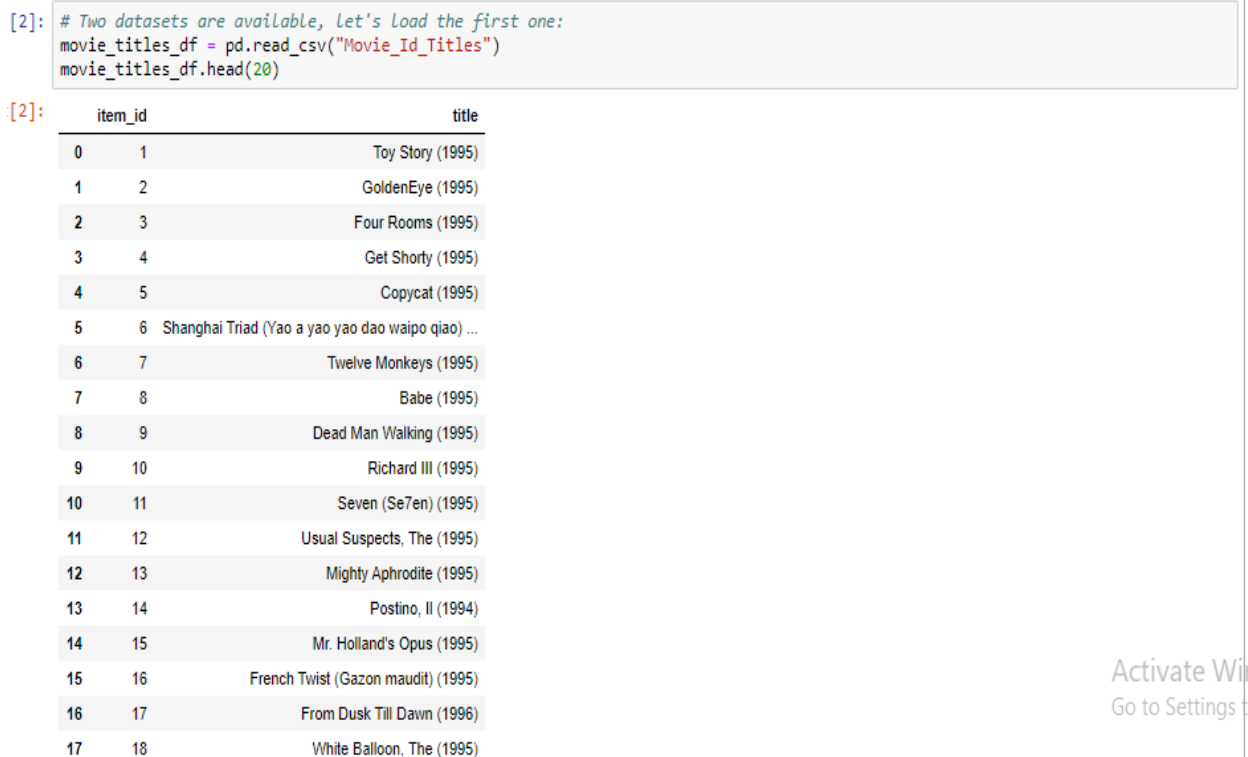 [2]: # Two datasets are available, let's load the first one:
movie_titles_df = pd.read_csv("Movie_Id_Titles")
movie_titles_df.head(20)
[2]: item_id title
0 1 Toy Story (1995)
1 2 GoldenEye (1995)
2 3 Four Rooms (1995)
3 4 Get Shorty (1995)
4 5 Copycat (1995)
5 6 Shanghai Triad (Yao a yao yao dao waipo qiao) ...
6 7 Twelve Monkeys (1995)
7 8 Babe (1995)
8 9 Dead Man Walking (1995)
9 10 Richard III (1995)
10 11 Seven (Se7en) (1995)
11 12 Usual Suspects, The (1995)
12 13 Mighty Aphrodite (1995)
13 14 Postino, Il (1994)
14 15 Mr. Holland's Opus (1995)
15 16 French Twist (Gazon maudit) (1995)
16 17 From Dusk Till Dawn (1996)
17 18 White Balloon, The (1995)
Activate Wi
Go to Settings t